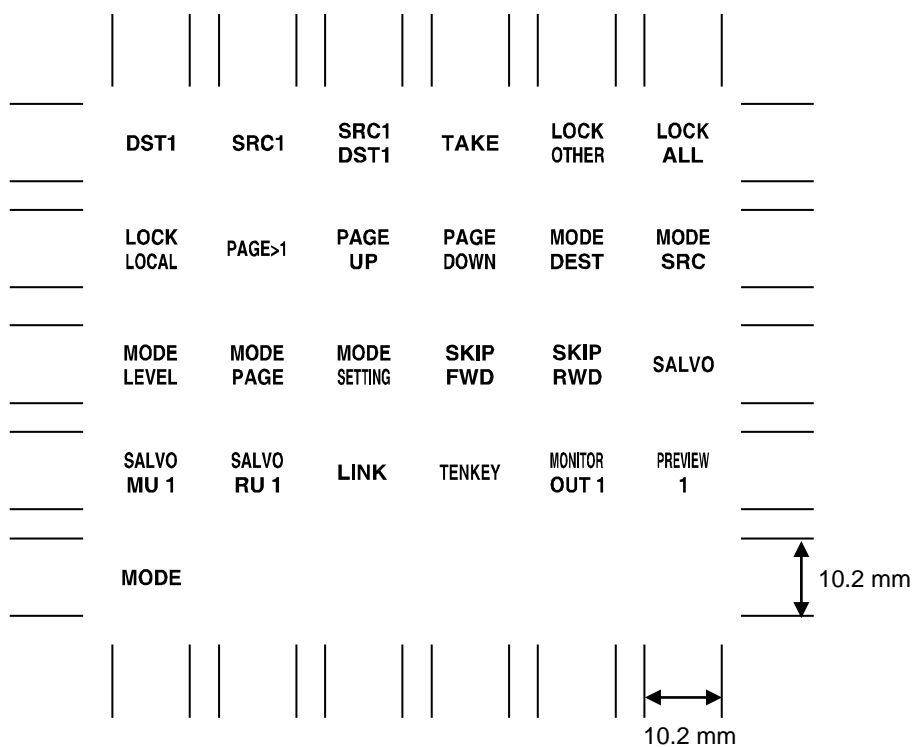 DST1
SRC1
SRC1
DST1
TAKE
LOCK
OTHER
LOCK
ALL
LOCK
LOCAL
PAGE>1
PAGE
UP
PAGE
DOWN
MODE
DEST
MODE
SRC
MODE
LEVEL
MODE
PAGE
MODE
SETTING
SKIP
FWD
SKIP
RWD
SALVO
SALVO
MU 1
SALVO
RU 1
LINK
TENKEY
MONITOR
OUT 1
PREVIEW
1
MODE
10.2 mm
10.2 mm